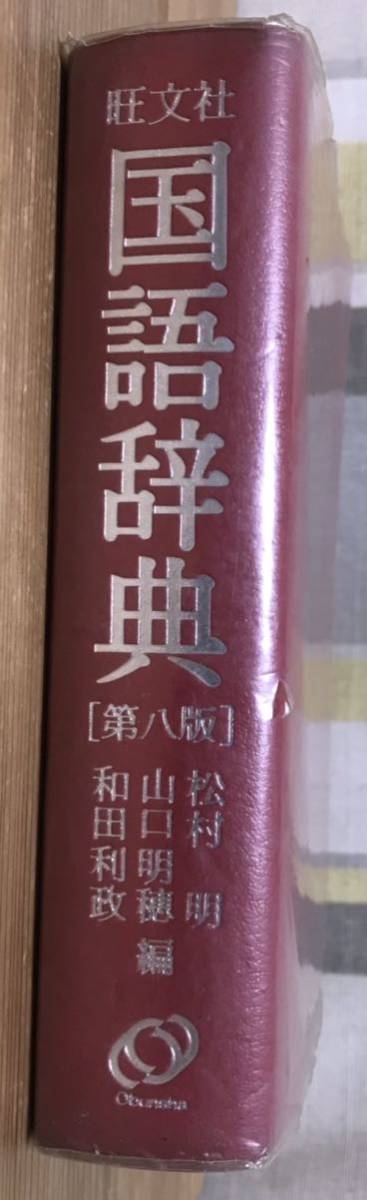 旺文社
国語辞典
[第八版]
松村 明
山口明穂 編
和田利政
Obunsha